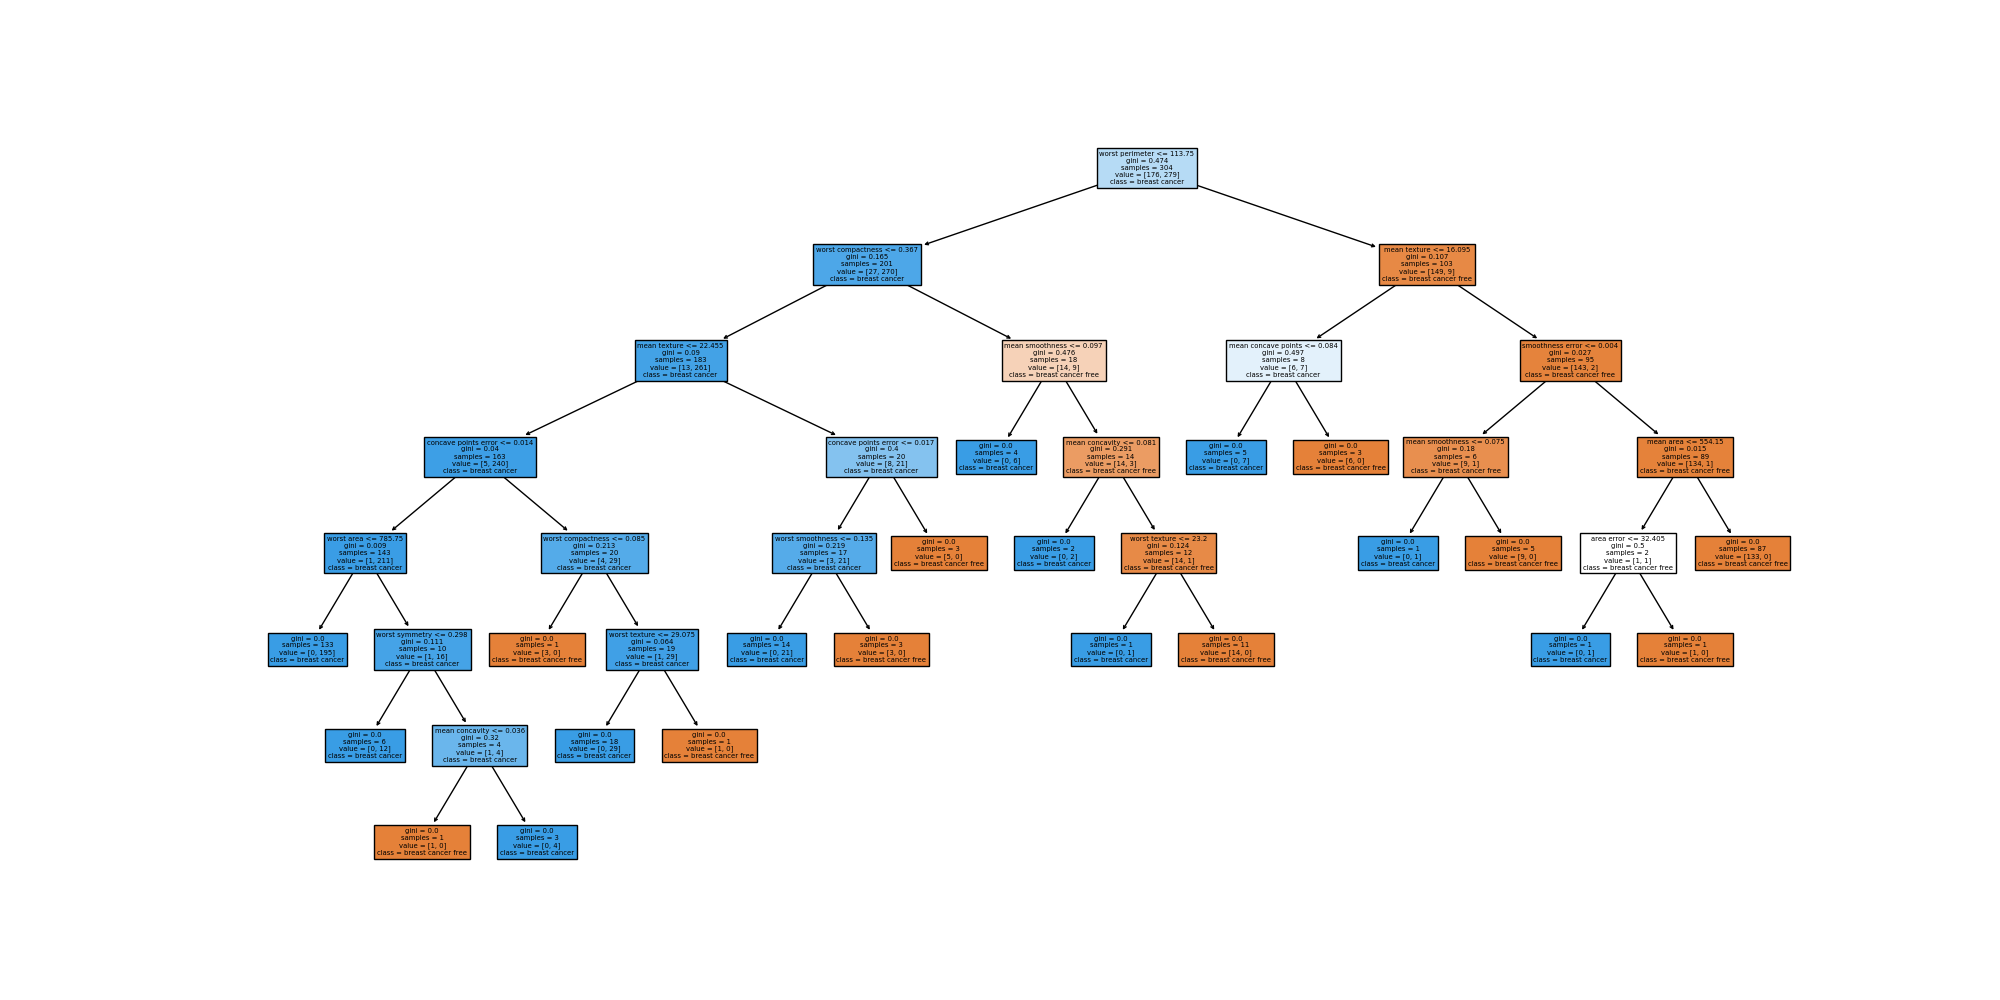 worst perimeter <= 113.75
gini = 0.474
samples = 304
value = [176, 279]
class = breast cancer
worst compactness <= 0.367
gini = 0.165
samples = 201
value = [27, 270]
class = breast cancer
mean texture <= 16.095
gini = 0.107
samples = 103
value = [149, 9]
class = breast cancer free
mean texture <= 22.455
gini = 0.09
samples = 183
value = [13, 261]
class = breast cancer
mean smoothness <= 0.097
gini = 0.476
samples = 18
value = [14, 9]
class = breast cancer free
mean concave points <= 0.084
gini = 0.497
samples = 8
value = [6, 7]
class = breast cancer
smoothness error <= 0.004
gini = 0.027
samples = 95
value = [143, 2]
class = breast cancer free
concave points error <= 0.014
gini = 0.04
samples = 163
value = [5, 240]
class = breast cancer
concave points error <= 0.017
gini = 0.4
samples = 20
value = [8, 21]
class = breast cancer
gini = 0.0
samples = 4
value = [0, 6]
class = breast cancer
mean concavity <= 0.081
gini = 0.291
samples = 14
value = [14, 3]
class = breast cancer free
gini = 0.0
samples = 5
value = [0, 7]
class = breast cancer
gini = 0.0
samples = 3
value = [6, 0]
class = breast cancer free
mean smoothness <= 0.075
gini = 0.18
samples = 6
value = [9, 1]
class = breast cancer free
mean area <= 554.15
gini = 0.015
samples = 89
value = [134, 1]
class = breast cancer free
worst area <= 785.75
gini = 0.009
samples = 143
value = [1, 211]
class = breast cancer
worst compactness <= 0.085
gini = 0.213
samples = 20
value = [4, 29]
class = breast cancer
worst smoothness <= 0.135
gini = 0.219
samples = 17
value = [3, 21]
class = breast cancer
gini = 0.0
samples = 3
value = [5, 0]
class = breast cancer free
gini = 0.0
samples = 2
value = [0, 2]
class = breast cancer
worst texture <= 23.2
gini = 0.124
samples = 12
value = [14, 1]
class = breast cancer free
gini = 0.0
samples = 1
value = [0, 1]
class = breast cancer
gini = 0.0
samples = 5
value = [9, 0]
class = breast cancer free
area error <= 32.405
gini = 0.5
samples = 2
value = [1, 1]
class = breast cancer free
gini = 0.0
samples = 87
value = [133, 0]
class = breast cancer free
gini = 0.0
samples = 133
value = [0, 195]
class = breast cancer
worst symmetry <= 0.298
gini = 0.111
samples = 10
value = [1, 16]
class = breast cancer
gini = 0.0
samples = 1
value = [3, 0]
class = breast cancer free
worst texture <= 29.075
gini = 0.064
samples = 19
value = [1, 29]
class = breast cancer
gini = 0.0
samples = 14
value = [0, 21]
class = breast cancer
gini = 0.0
samples = 3
value = [3, 0]
class = breast cancer free
gini = 0.0
samples = 1
value = [0, 1]
class = breast cancer
gini = 0.0
samples = 11
value = [14, 0]
class = breast cancer free
gini = 0.0
samples = 1
value = [0, 1]
class = breast cancer
gini = 0.0
samples = 1
value = [1, 0]
class = breast cancer free
gini = 0.0
samples = 6
value = [0, 12]
class = breast cancer
mean concavity <= 0.036
gini = 0.32
samples = 4
value = [1, 4]
class = breast cancer
gini = 0.0
samples = 18
value = [0, 29]
class = breast cancer
gini = 0.0
samples = 1
value = [1, 0]
class = breast cancer free
gini = 0.0
samples = 1
value = [1, 0]
class = breast cancer free
gini = 0.0
samples = 3
value = [0, 4]
class = breast cancer